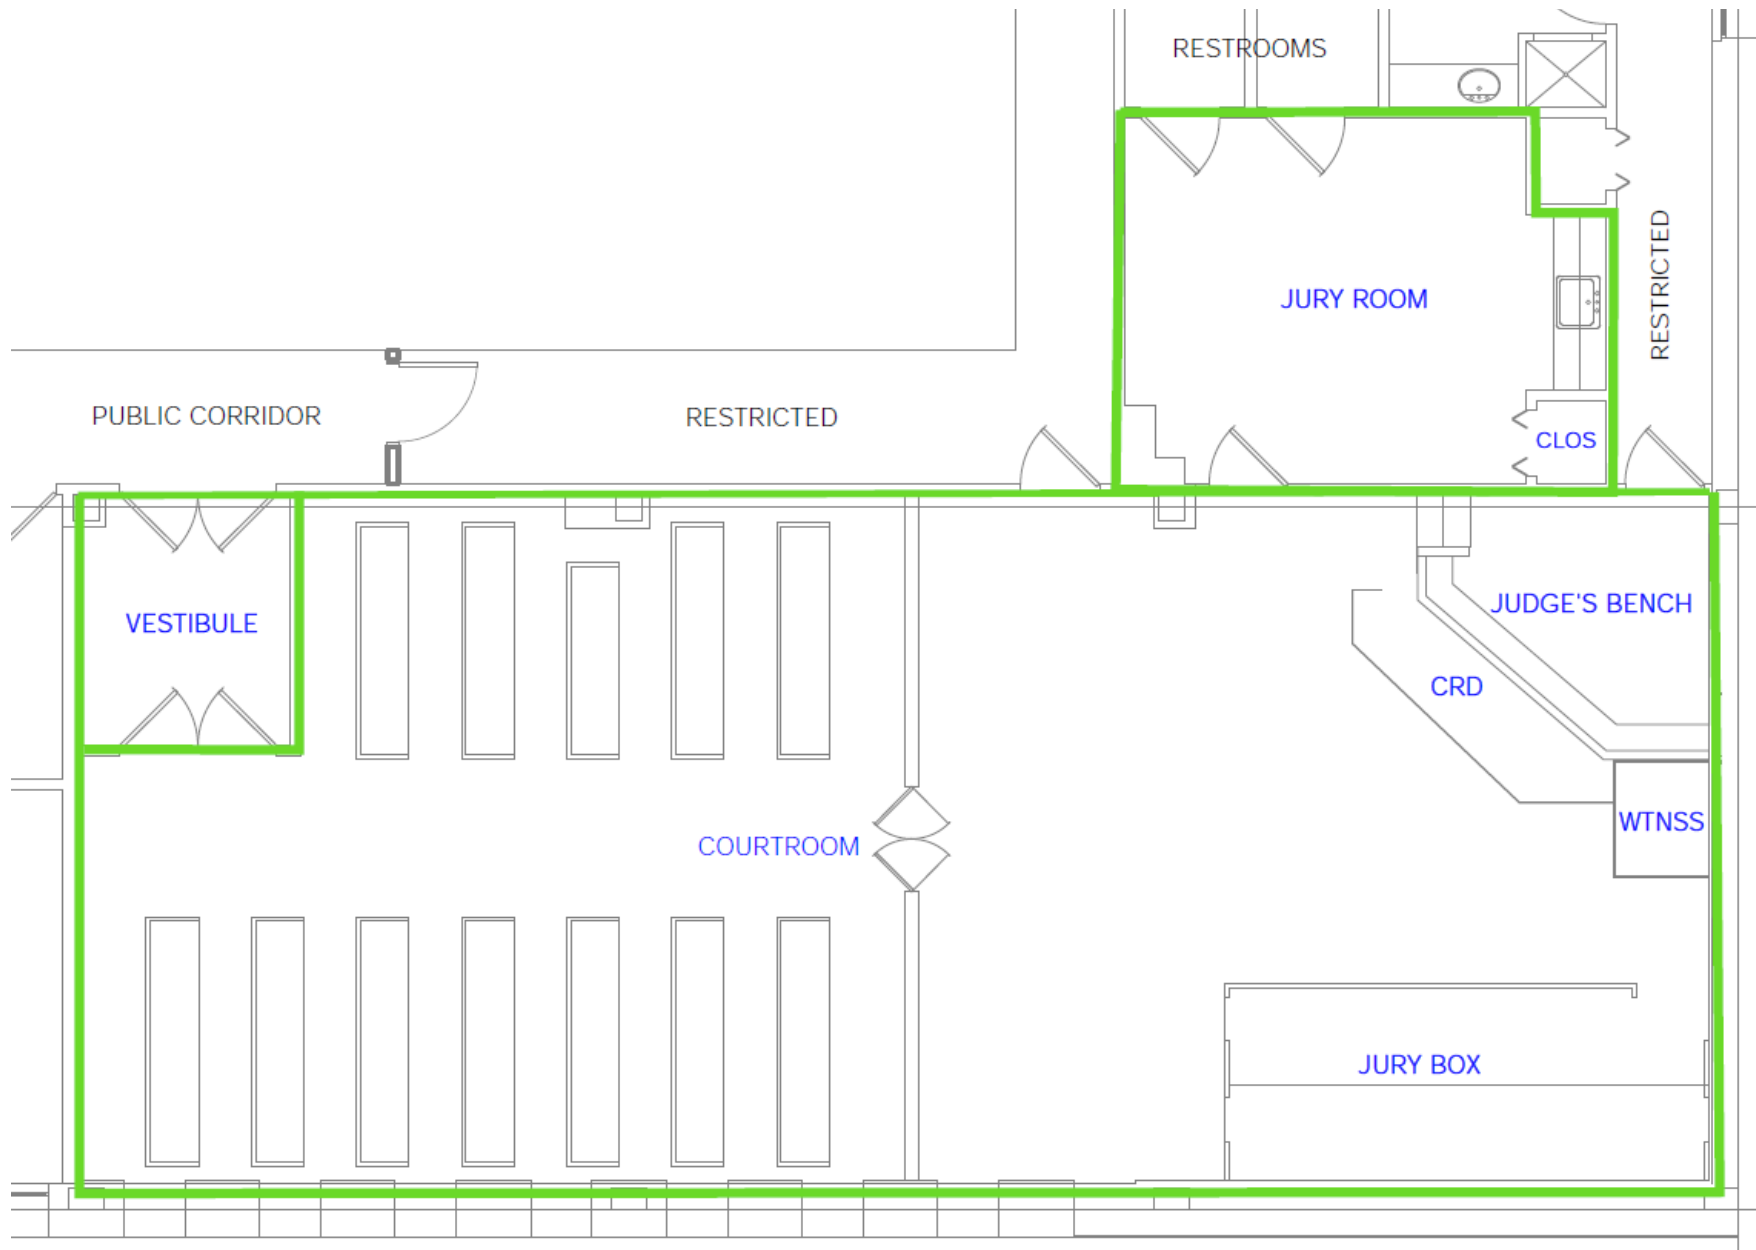 RESTROOMS
RESTRICTED
JURY ROOM
PUBLIC CORRIDOR
RESTRICTED
CLOS
VESTIBULE
JUDGE'S BENCH
CRD
WTNSS
COURTROOM
JURY BOX